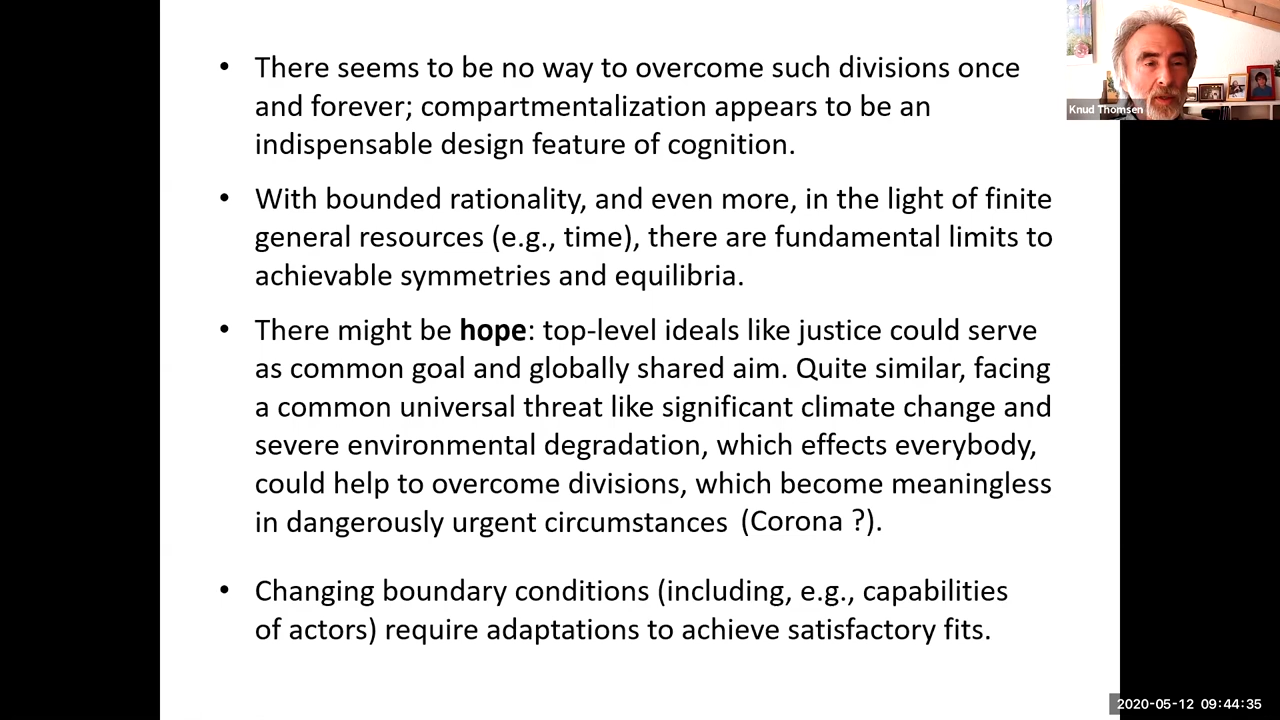 • There seems to be no way to overcome such divisions once
and forever; compartmentalization appears to be an
indispensable design feature of cognition.
• With bounded rationality, and even more, in the light of finite
general resources (e.g., time), there are fundamental limits to
achievable symmetries and equilibria.
• There might be hope: top-level ideals like justice could serve
as common goal and globally shared aim. Quite similar, facing
a common universal threat like significant climate change and
severe environmental degradation, which effects everybody,
could help to overcome divisions, which become meaningless
in dangerously urgent circumstances (Corona ?).
• Changing boundary conditions (including, e.g., capabilities
of actors) require adaptations to achieve satisfactory fits.
Knud Thomsen
2020-05-12 09:44:35